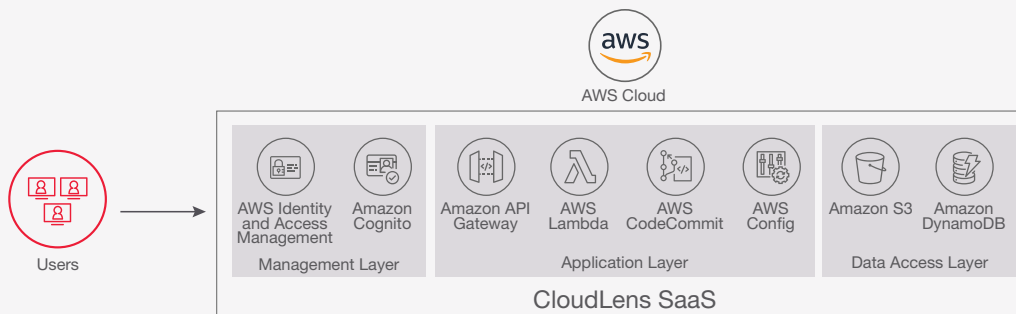 aws
AWS Cloud
Users
AWS Identity
and Access
Management
Amazon
Cognito
Management Layer
Amazon API
Gateway
AWS
Lambda
AWS
CodeCommit
AWS
Config
Application Layer
Amazon S3
Amazon
DynamoDB
Data Access Layer
CloudLens SaaS